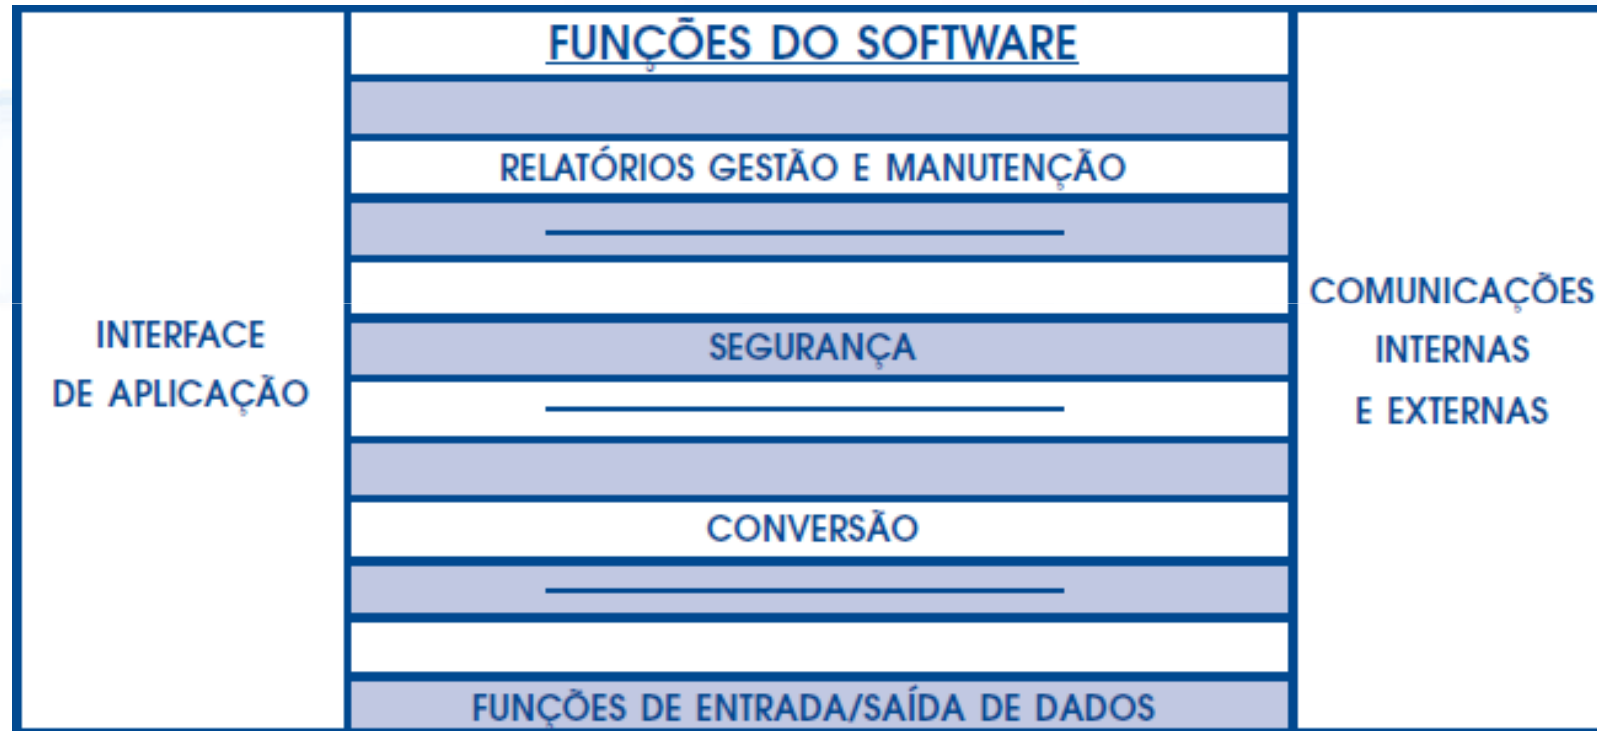 FUNÇÕES DO SOFTWARE
RELATÓRIOS GESTÃO E MANUTENÇÃO
INTERFACE
DE APLICAÇÃO
SEGURANÇA
CONVERSÃO
FUNÇÕES DE ENTRADA/SAÍDA DE DADOS
COMUNICAÇÕES
INTERNAS
E EXTERNAS